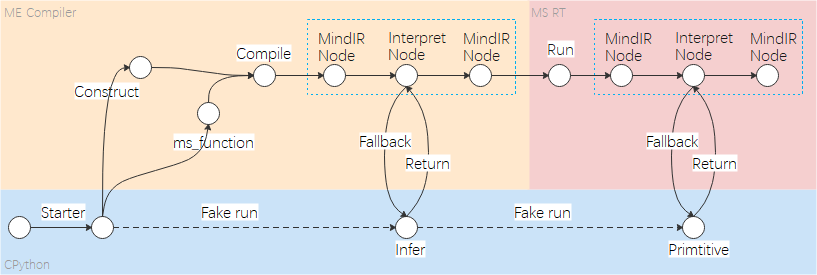 ME Compiler
MS RT
MindIR
Node
Interpret
Node
MindIR
Node
MindIR
Node
Interpret
Node
MindIR
Node
Compile
Run
Construct
ms_function
Fallback
Return
Fallback
Return
Starter
Fake run
Fake run
Infer
Primtitive
CPython